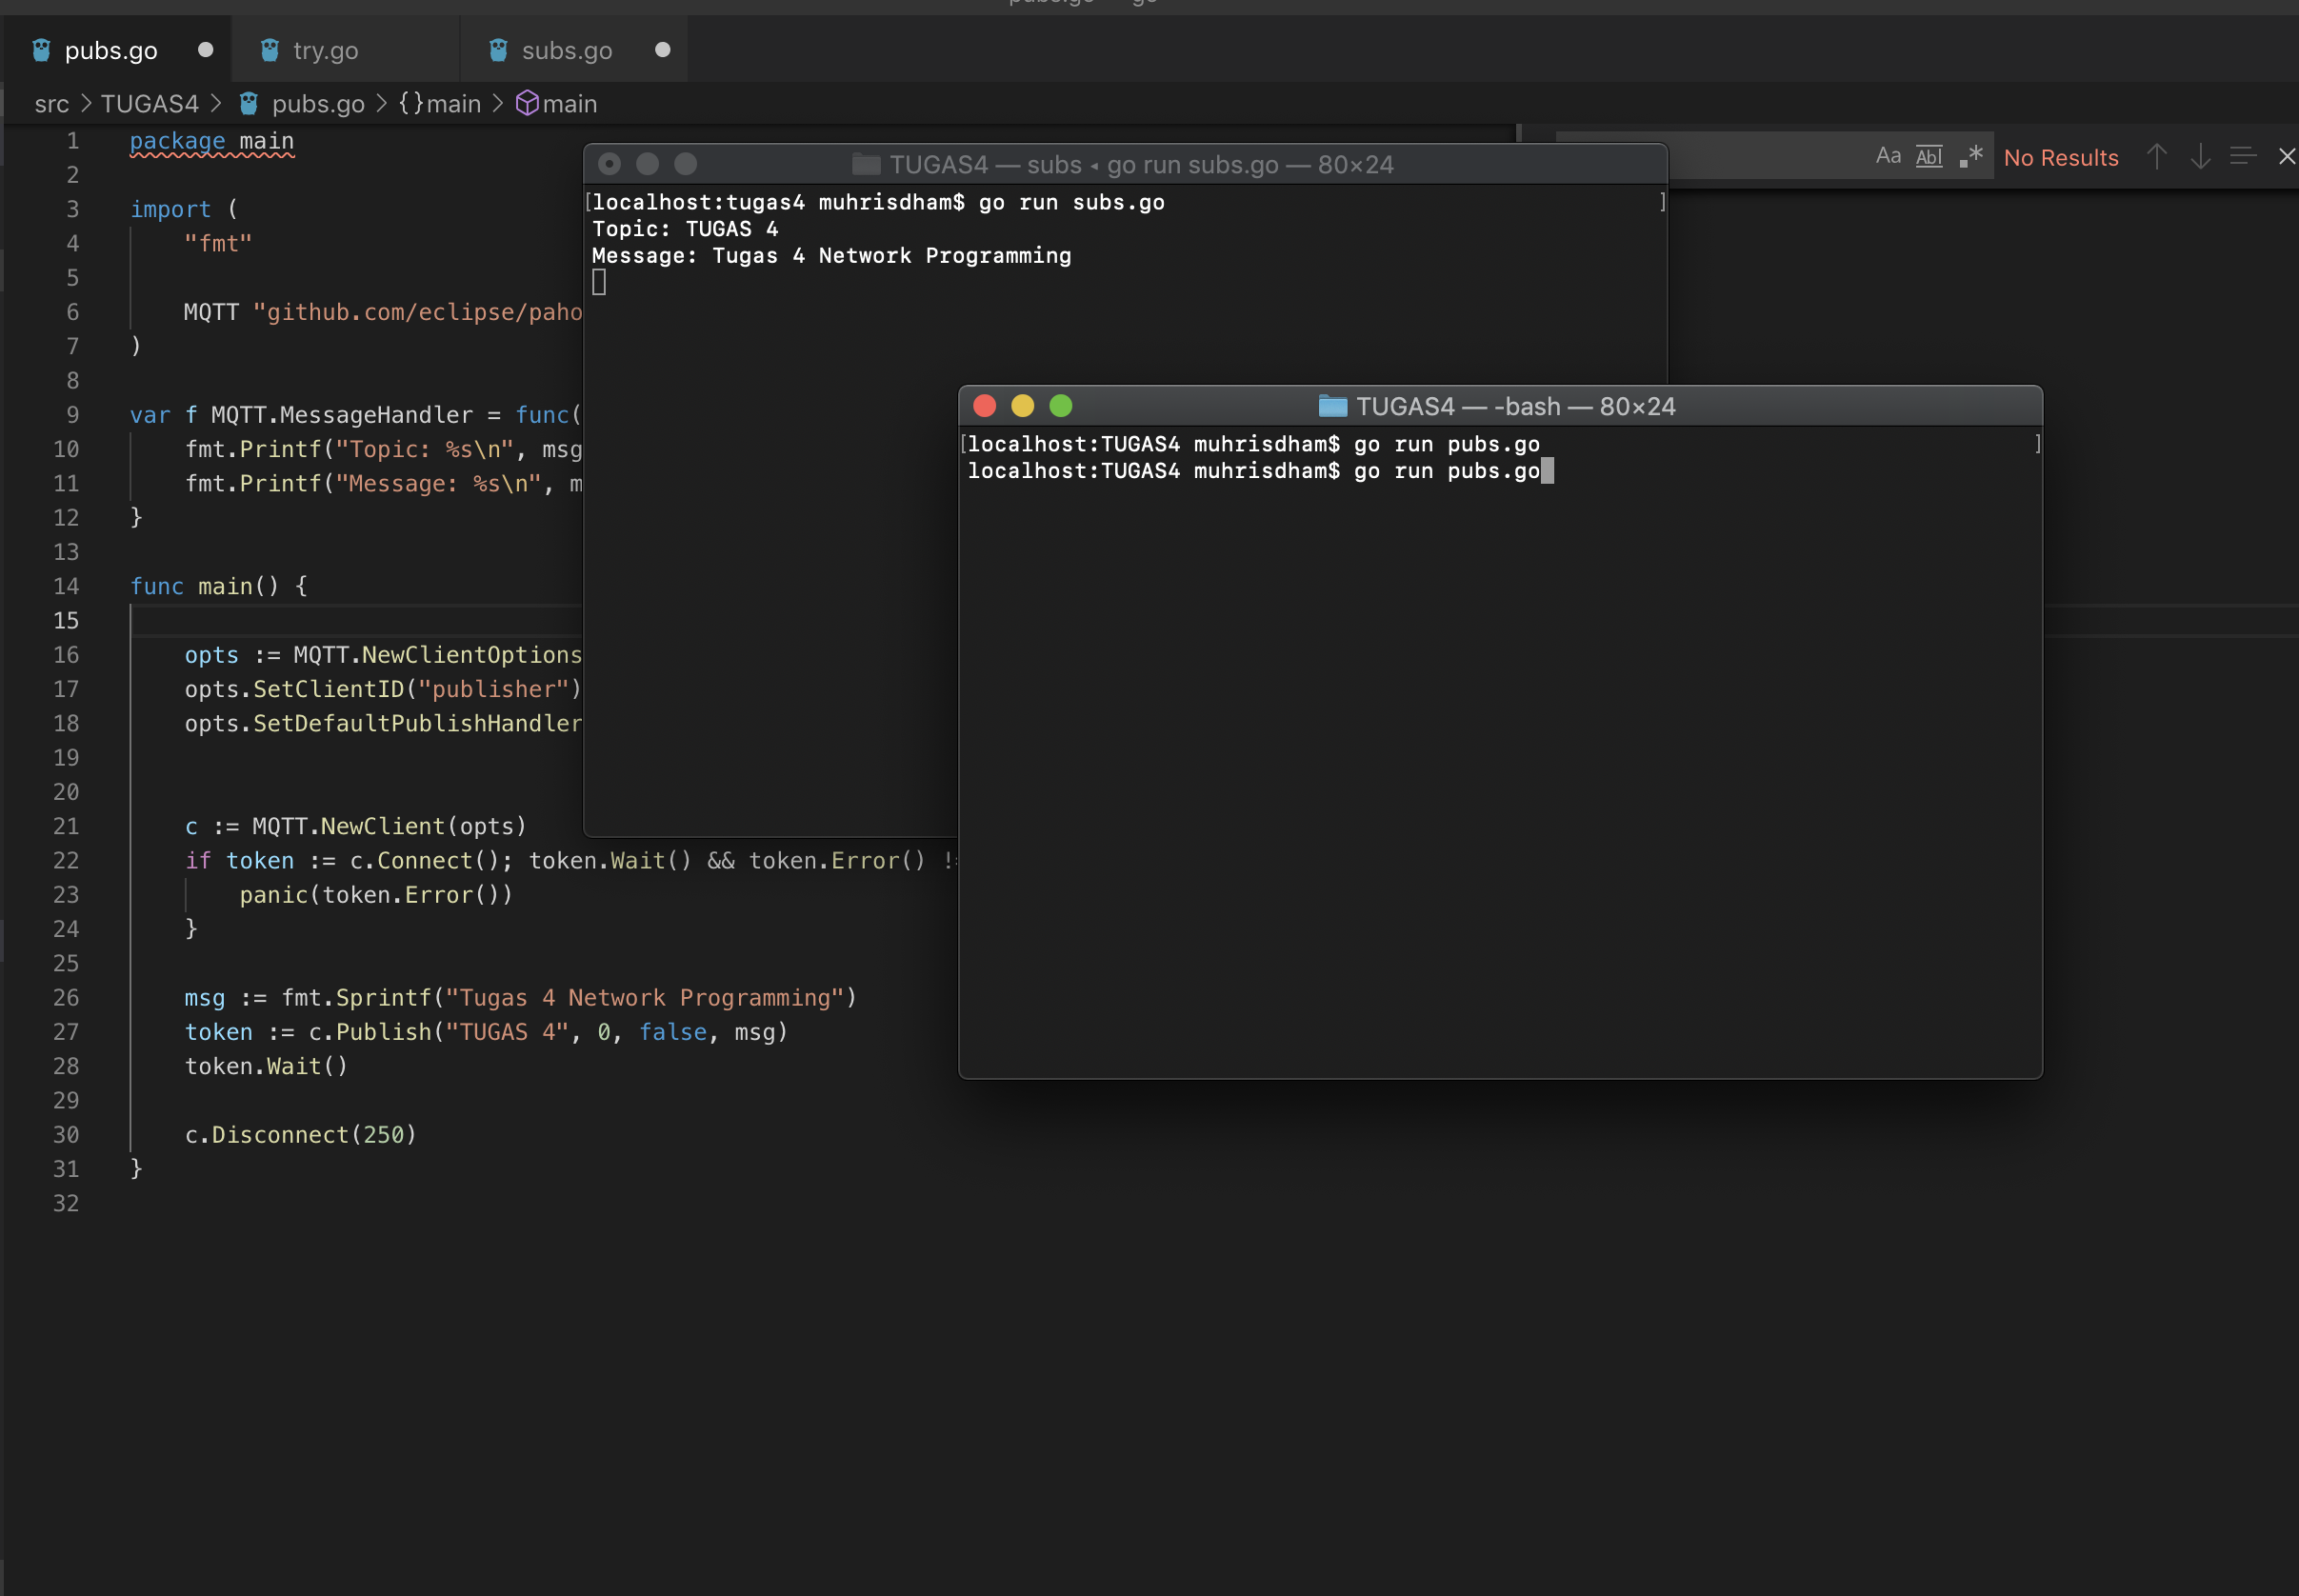 pubs.go
try.go
subs.go
src > TUGAS4 > pubs.go > {} main > main
Aa Abl .* No Results
1 package main
2
3 import (
4 "fmt"
5
6 MQTT "github.com/eclipse/paho
7 )
8
9 var f MQTT.MessageHandler = func(
10 fmt.Printf("Topic: %s\n", msg
11 fmt.Printf("Message: %s\n", m
12 }
13
14 func main() {
15
16 opts := MQTT.NewClientOptions
17 opts.SetClientID("publisher")
18 opts.SetDefaultPublishHandler
19
20
21 c := MQTT.NewClient(opts)
22 if token := c.Connect(); token.Wait() && token.Error() !=
23 panic(token.Error())
24 }
25
26 msg := fmt.Sprintf("Tugas 4 Network Programming")
27 token := c.Publish("TUGAS 4", 0, false, msg)
28 token.Wait()
29
30 c.Disconnect(250)
31 }
32
TUGAS4 — subs ◂ go run subs.go — 80×24
[localhost:tugas4 muhrisdham$ go run subs.go ]
Topic: TUGAS 4
Message: Tugas 4 Network Programming
TUGAS4 — -bash — 80×24
[localhost:TUGAS4 muhrisdham$ go run pubs.go ]
localhost:TUGAS4 muhrisdham$ go run pubs.go